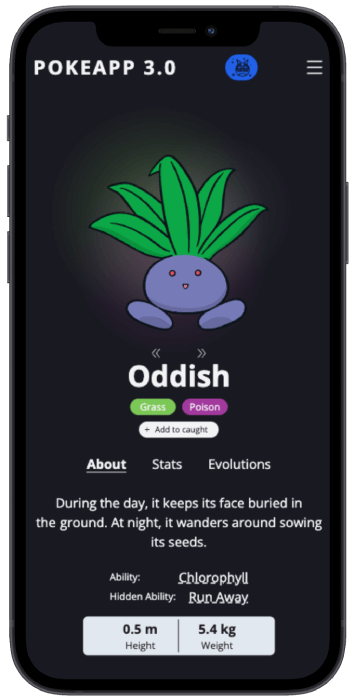 POKEAPP 3.0
Oddish
Grass Poison
+ Add to caught
About Stats Evolutions
During the day, it keeps its face buried in
the ground. At night, it wanders around sowing
its seeds.
Ability: Chlorophyll
Hidden Ability: Run Away
0.5 m 5.4 kg
Height Weight